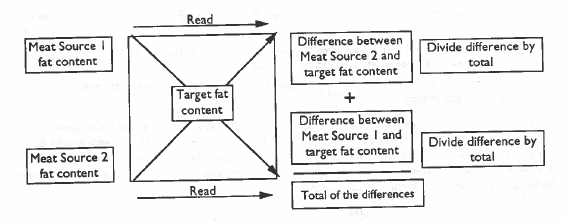 Read
Meat Source 1
fat content
Difference between
Meat Source 2 and
target fat content
Divide difference by
total
Target fat
content
+
Difference between
Meat Source 1 and
target fat content
Divide difference by
total
Meat Source 2
fat content
Read
Total of the differences